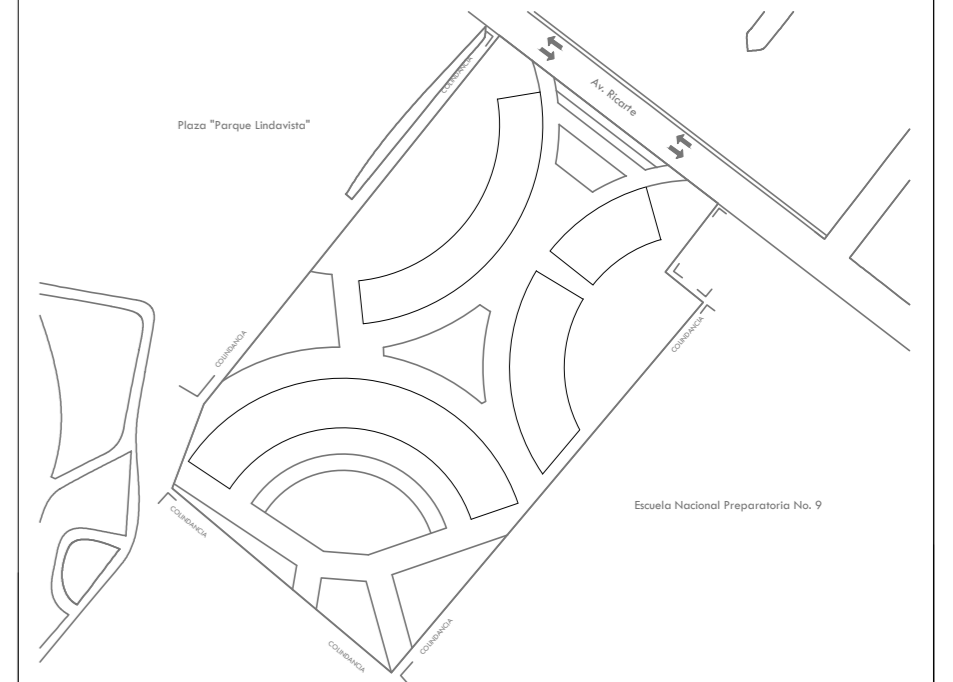 COLINDANCIA
Av. Ricarte
Plaza "Parque Lindavista"
COLINDANCIA
COLINDANCIA
Escuela Nacional Preparatoria No. 9
COLINDANCIA
COLINDANCIA
COLINDANCIA